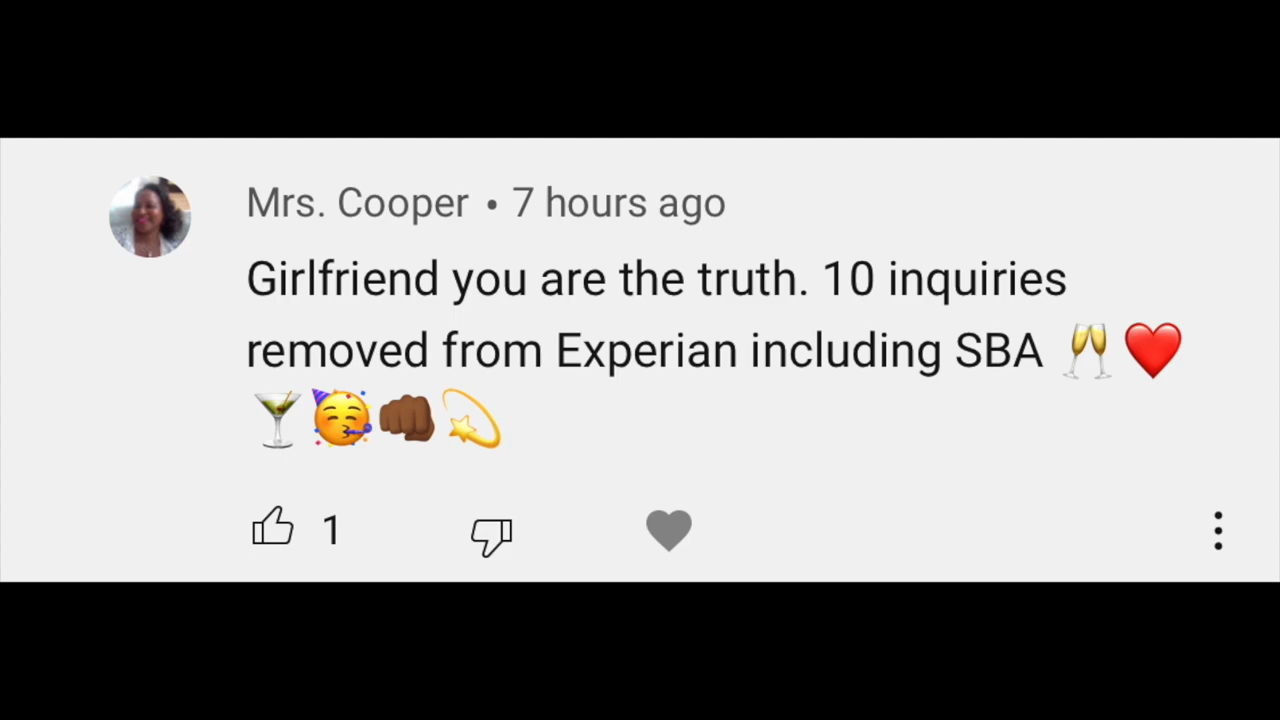 Mrs. Cooper • 7 hours ago
Girlfriend you are the truth. 10 inquiries
removed from Experian including SBA 🥂❤️
🍸🥳👊🏾💫
1